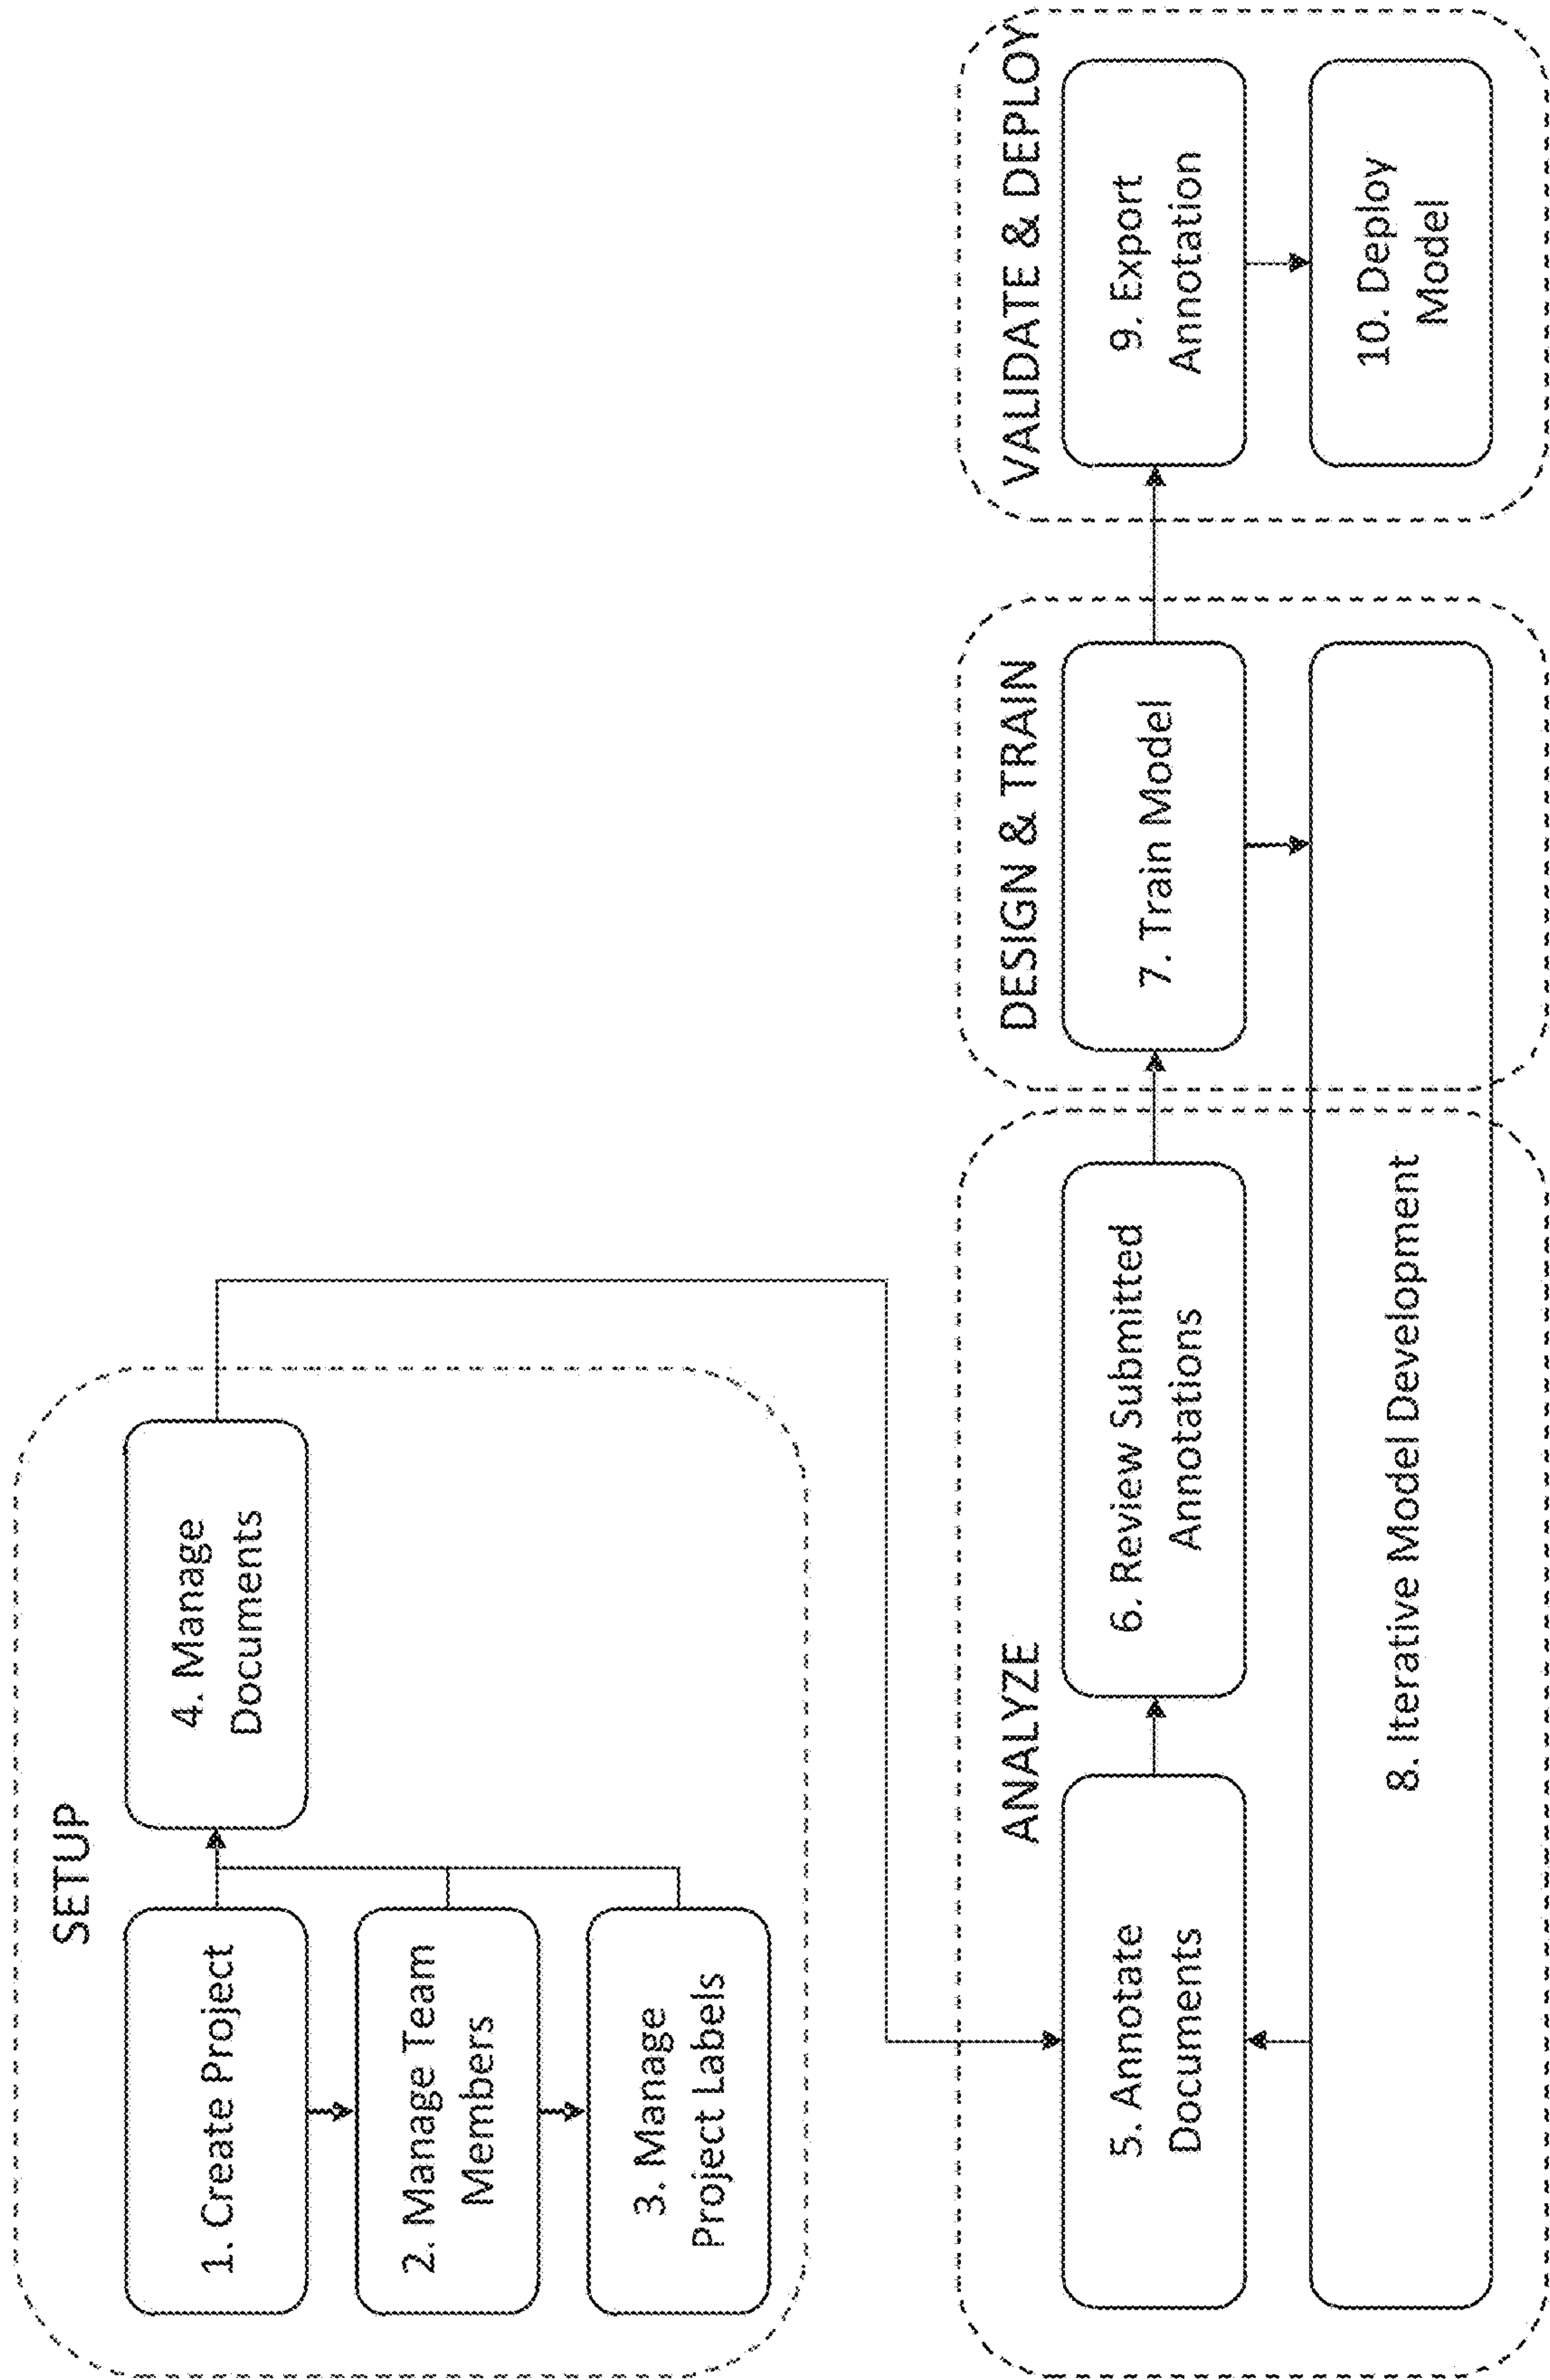 SETUP
1. Create Project
2. Manage Team
Members
3. Manage
Project Labels
4. Manage
Documents
ANALYZE
5. Annotate
Documents
6. Review Submitted
Annotations
DESIGN & TRAIN
7. Train Model
8. Iterative Model Development
VALIDATE & DEPLOY
9. Export
Annotation
10. Deploy
Model